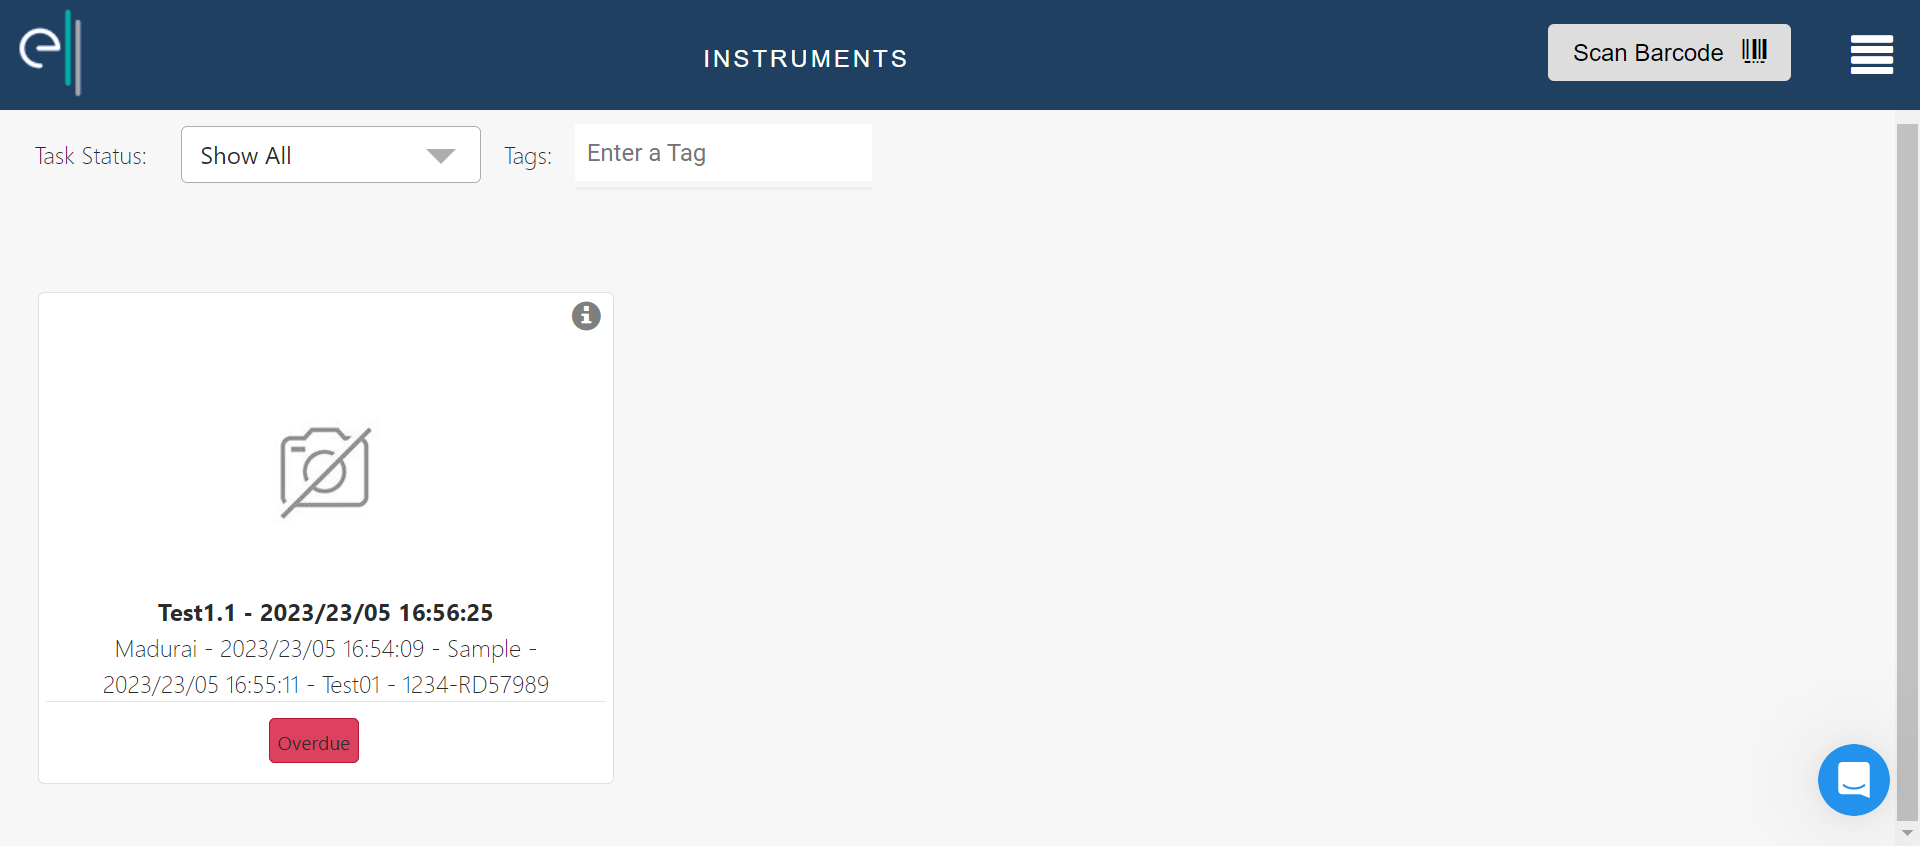 ell
INSTRUMENTS
Scan Barcode
Task Status:
Show All
Tags:
Enter a Tag
Test1.1 - 2023/23/05 16:56:25
Madurai - 2023/23/05 16:54:09 - Sample -
2023/23/05 16:55:11 - Test01 - 1234-RD57989
Overdue